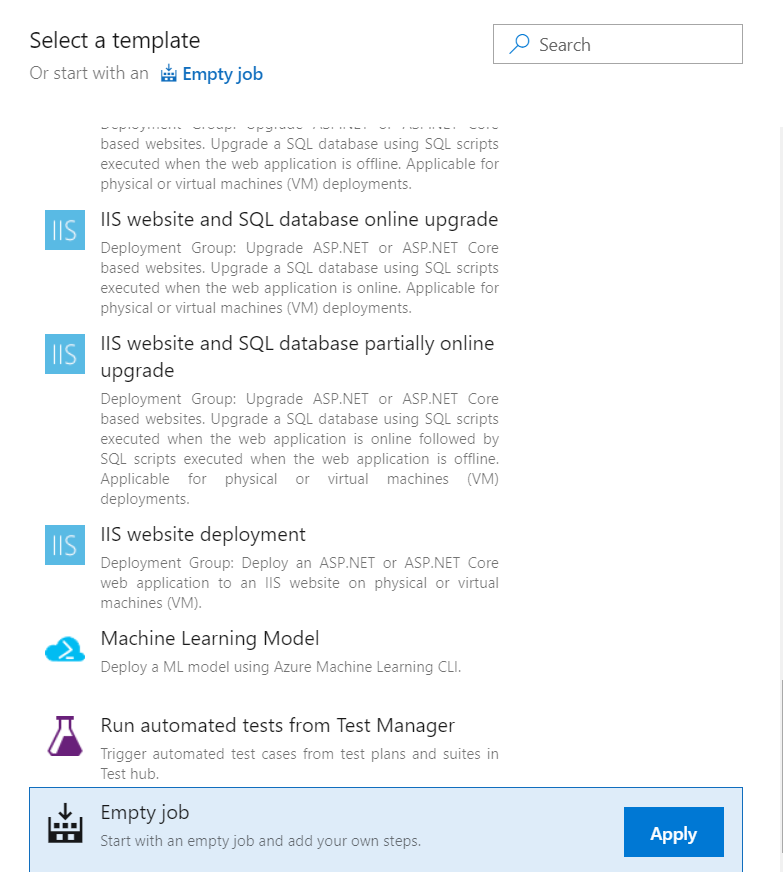 Select a template
Search
Or start with an Empty job
Deployment Group: Upgrade ASP.NET or ASP.NET Core
based websites. Upgrade a SQL database using SQL scripts
executed when the web application is offline. Applicable for
physical or virtual machines (VM) deployments.
IIS
IIS website and SQL database online upgrade
Deployment Group: Upgrade ASP.NET or ASP.NET Core
based websites. Upgrade a SQL database using SQL scripts
executed when the web application is online. Applicable for
physical or virtual machines (VM) deployments.
IIS
IIS website and SQL database partially online
upgrade
Deployment Group: Upgrade ASP.NET or ASP.NET Core
based websites. Upgrade a SQL database using SQL scripts
executed when the web application is online followed by
SQL scripts executed when the web application is offline.
Applicable for physical or virtual machines (VM)
deployments.
IIS
IIS website deployment
Deployment Group: Deploy an ASP.NET or ASP.NET Core
web application to an IIS website on physical or virtual
machines (VM).
Machine Learning Model
Deploy a ML model using Azure Machine Learning CLI.
Run automated tests from Test Manager
Trigger automated test cases from test plans and suites in
Test hub.
Empty job
Start with an empty job and add your own steps.
Apply